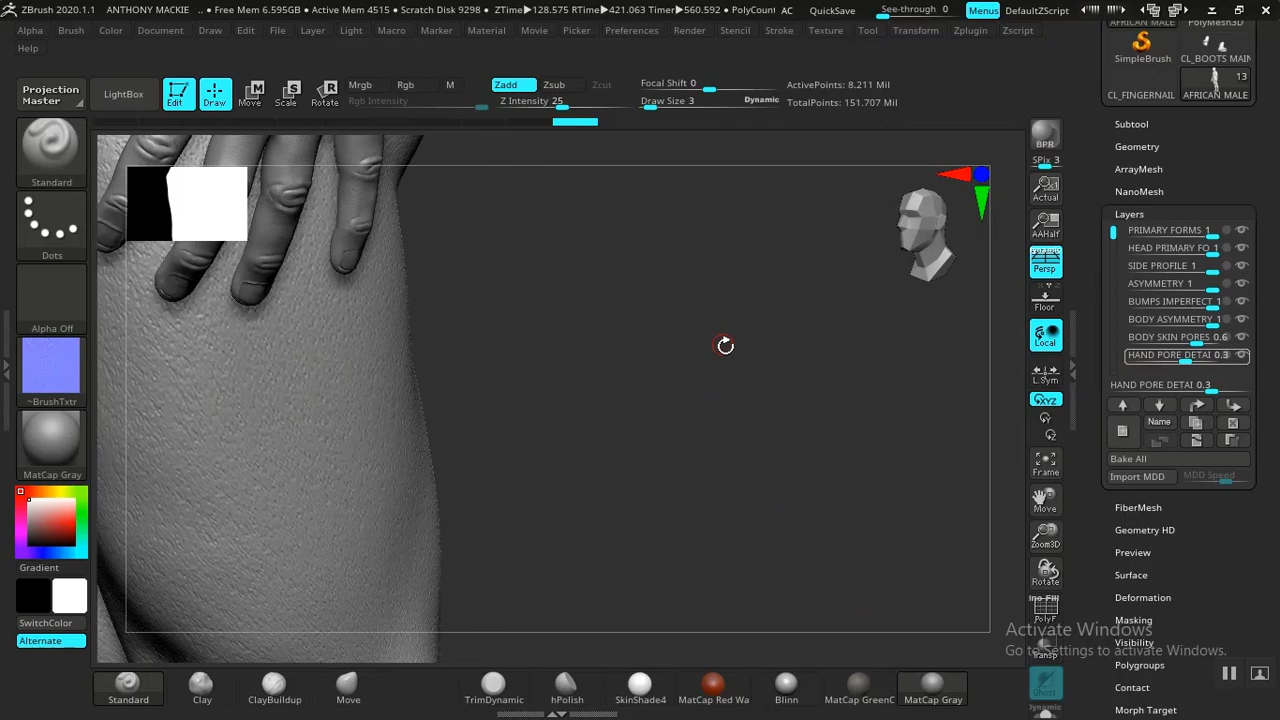 ZBrush 2020.1.1 ANTHONY MACKIE .. • Free Mem 6.595GB • Active Mem 4515 • Scratch Disk 9298 • ZTime▶128.575 RTime▶421.063 Timer▶560.592 • PolyCount AC QuickSave See-through 0 Menus DefaultZScript
Alpha Brush Color Document Draw Edit File Layer Light Macro Marker Material Movie Picker Preferences Render Stencil Stroke Texture Tool Transform Zplugin Zscript
Help
AFRICAN MALE PolyMesh3D
SimpleBrush CL_BOOTS MAIN
13
CL_FINGERNAIL AFRICAN MALE
Projection Master
LightBox
Edit Draw Move Scale Rotate
Mrgb Rgb M
Rgb Intensity
Zadd Zsub Zcut
Z Intensity 25
Focal Shift 0
Draw Size 3 Dynamic
ActivePoints: 8.211 Mil
TotalPoints: 151.707 Mil
Standard
Dots
Alpha Off
~BrushTxtr
MatCap Gray
Gradient
SwitchColor
Alternate
BPR
SPix 3
Actual
AAHalf
Persp
Floor
Local
L.Sym
XYZ
Y
Z
Frame
Move
Zoom3D
Rotate
PolyF
Transp
Ghost
Dynamic
Subtool
Geometry
ArrayMesh
NanoMesh
Layers
PRIMARY FORMS 1
HEAD PRIMARY FO 1
SIDE PROFILE 1
ASYMMETRY 1
BUMPS IMPERFECT 1
BODY ASYMMETRY 1
BODY SKIN PORES 0.6
HAND PORE DETAI 0.3
HAND PORE DETAI 0.3
Name
Bake All
Import MDD MDD Speed
FiberMesh
Geometry HD
Preview
Surface
Deformation
Masking
Visibility
Polygroups
Contact
Morph Target
Activate Windows
Go to Settings to activate Windows.
Standard Clay ClayBuildup Move TrimDynamic hPolish SkinShade4 MatCap Red Wa Blinn MatCap GreenC MatCap Gray